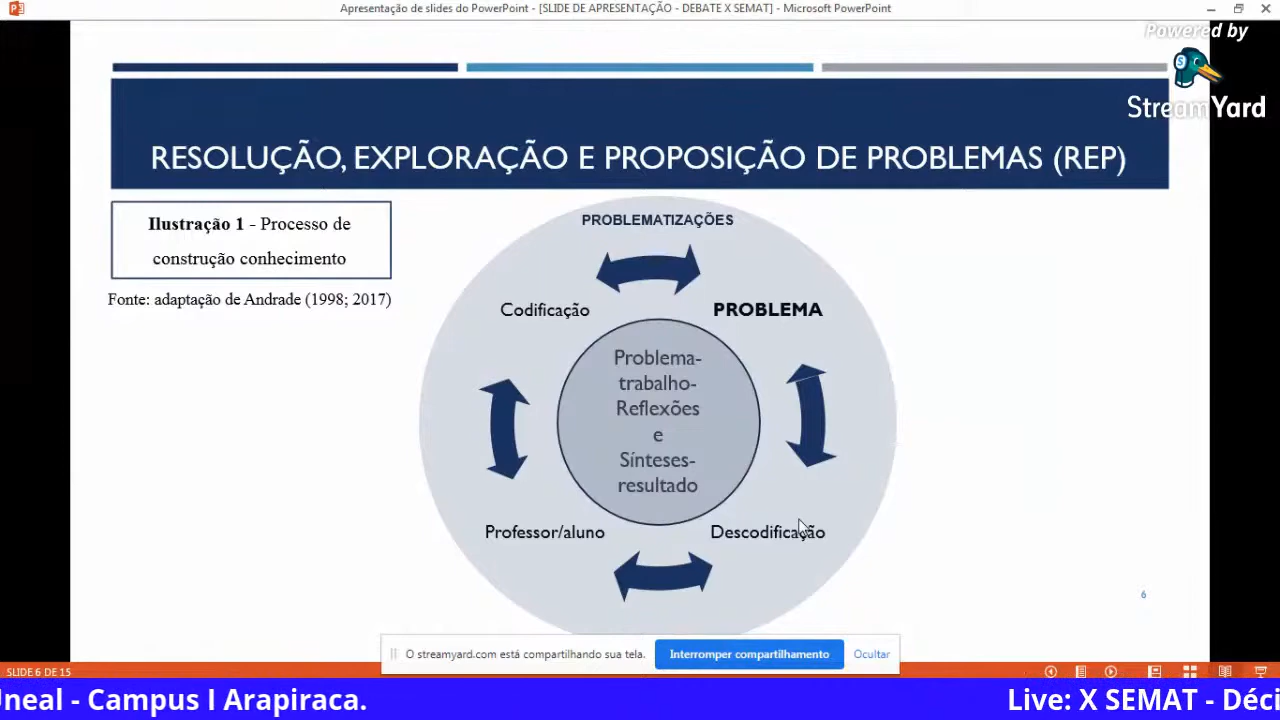 Apresentação de slides do PowerPoint - [SLIDE DE APRESENTAÇÃO - DEBATE X SEMAT] - Microsoft PowerPoint
Powered by
StreamYard
RESOLUÇÃO, EXPLORAÇÃO E PROPOSIÇÃO DE PROBLEMAS (REP)
Ilustração 1 - Processo de
construção conhecimento
Fonte: adaptação de Andrade (1998; 2017)
PROBLEMATIZAÇÕES
Codificação
PROBLEMA
Problema-
trabalho-
Reflexões
e
Sínteses-
resultado
Professor/aluno
Descodificação
6
O streamyard.com está compartilhando sua tela.
Interromper compartilhamento
Ocultar
SLIDE 6 DE 15
Uneal - Campus I Arapiraca.
Live: X SEMAT - Déci